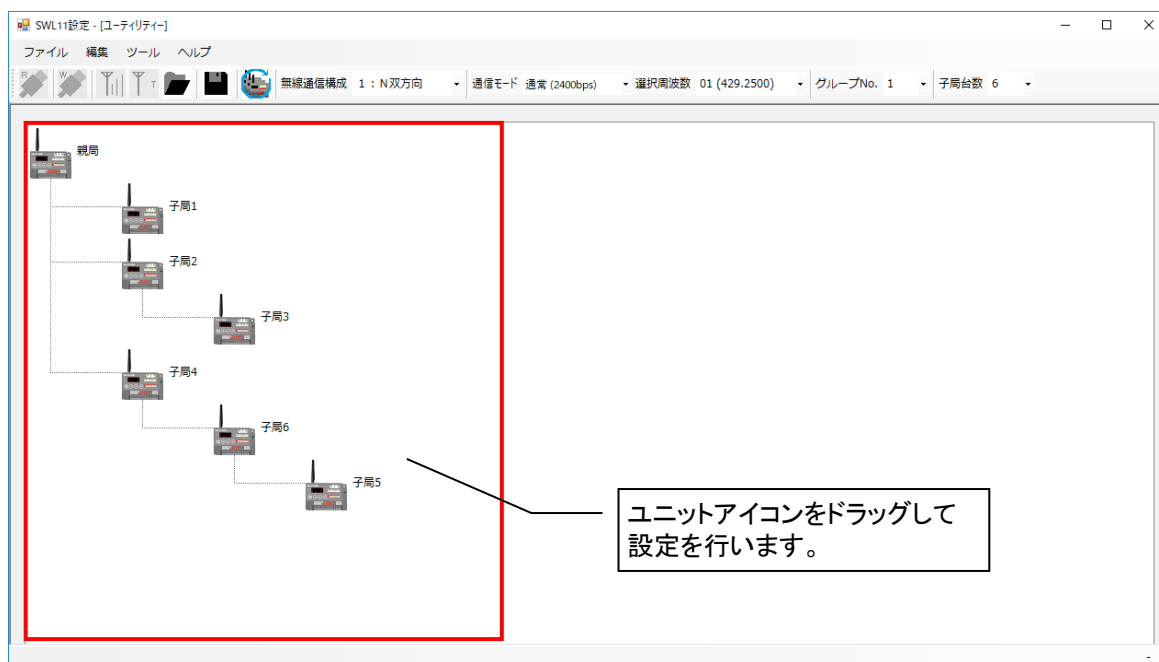 SWL11設定 - [ユーティリティー]
ファイル 編集 ツール ヘルプ
R W T 無線通信構成 1：N双方向 通信モード 通常 (2400bps) 選択周波数 01 (429.2500) グループNo. 1 子局台数 6
親局
子局1
子局2
子局3
子局4
子局6
子局5
ユニットアイコンをドラッグして
設定を行います。